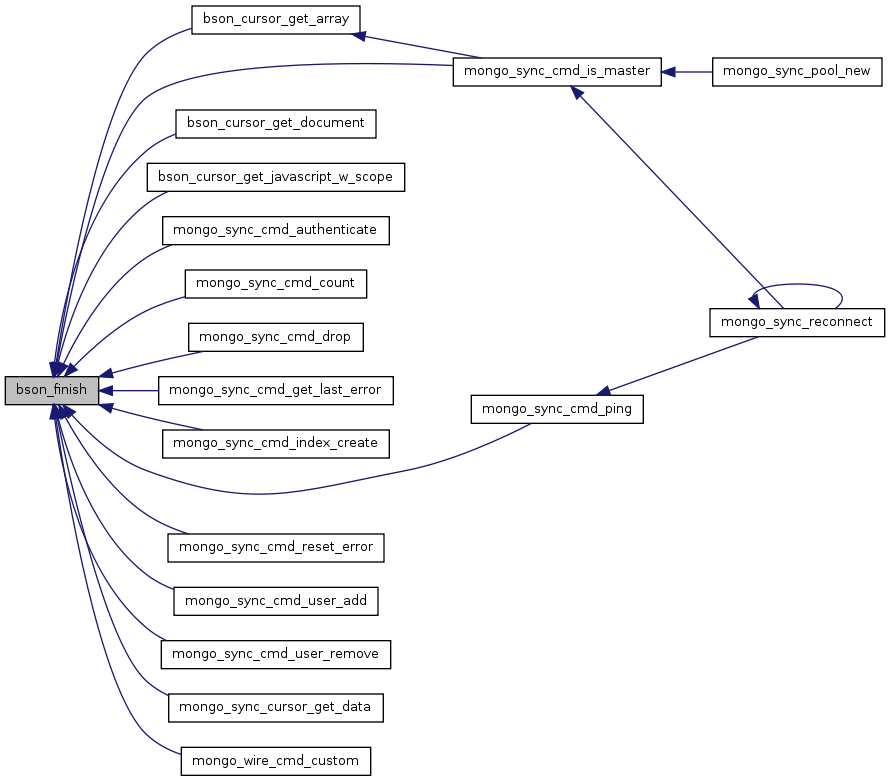 bson_cursor_get_array
mongo_sync_cmd_is_master
mongo_sync_pool_new
bson_cursor_get_document
bson_cursor_get_javascript_w_scope
mongo_sync_cmd_authenticate
mongo_sync_cmd_count
mongo_sync_reconnect
mongo_sync_cmd_drop
bson_finish
mongo_sync_cmd_get_last_error
mongo_sync_cmd_ping
mongo_sync_cmd_index_create
mongo_sync_cmd_reset_error
mongo_sync_cmd_user_add
mongo_sync_cmd_user_remove
mongo_sync_cursor_get_data
mongo_wire_cmd_custom